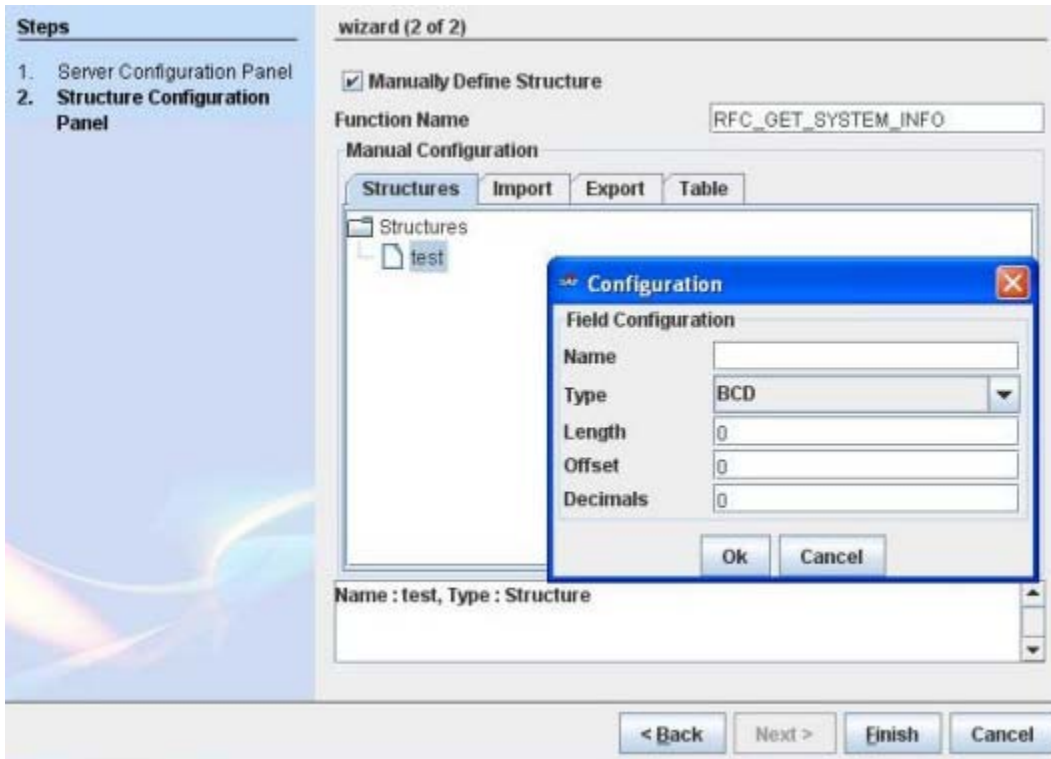 Steps
1. Server Configuration Panel
2. Structure Configuration
Panel
wizard (2 of 2)
Manually Define Structure
Function Name RFC_GET_SYSTEM_INFO
Manual Configuration
Structures Import Export Table
Structures
test
Configuration
Field Configuration
Name
Type BCD
Length 0
Offset 0
Decimals 0
Ok Cancel
Name : test, Type : Structure
< Back Next > Finish Cancel